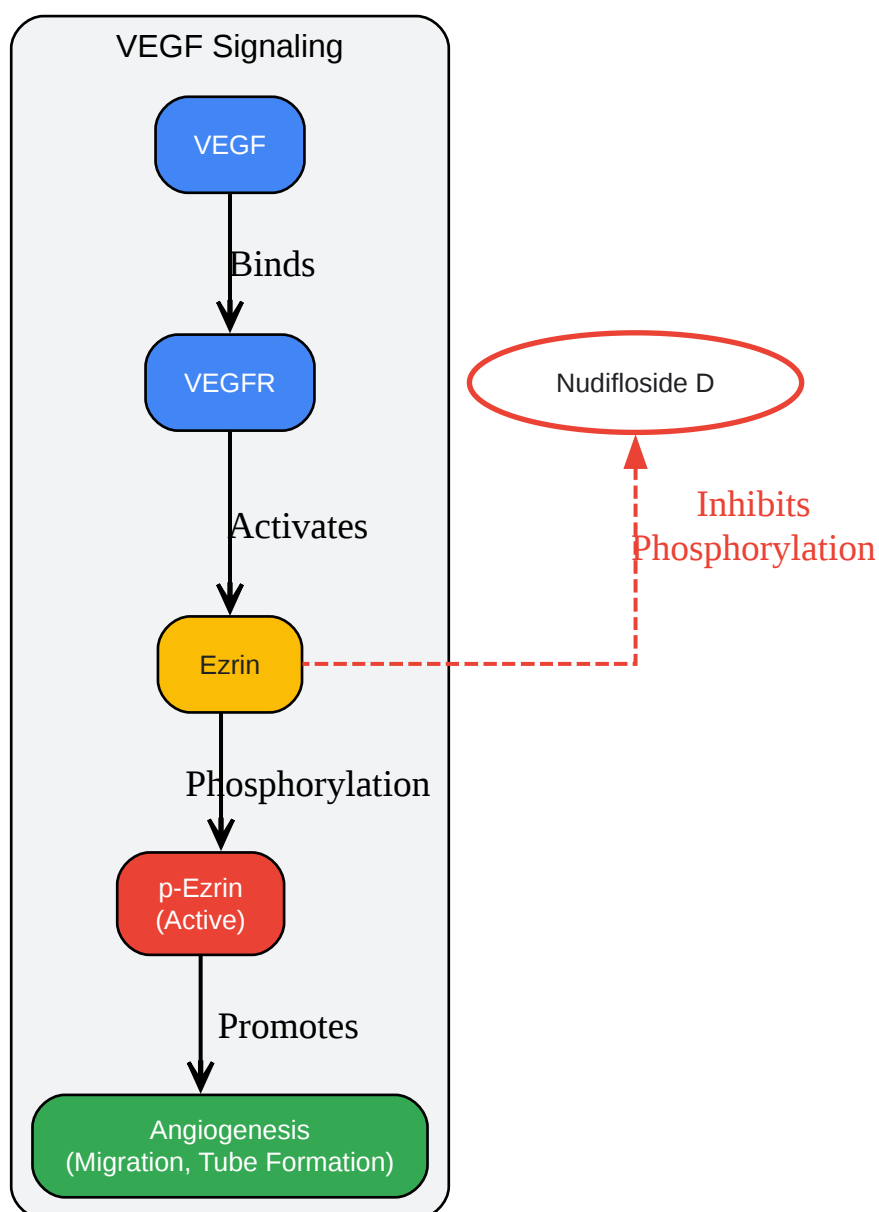 VEGF Signaling
VEGF
Binds
VEGFR
Nudifloside D
Activates
Inhibits
Phosphorylation
Ezrin
Phosphorylation
p-Ezrin
(Active)
Promotes
Angiogenesis
(Migration, Tube Formation)